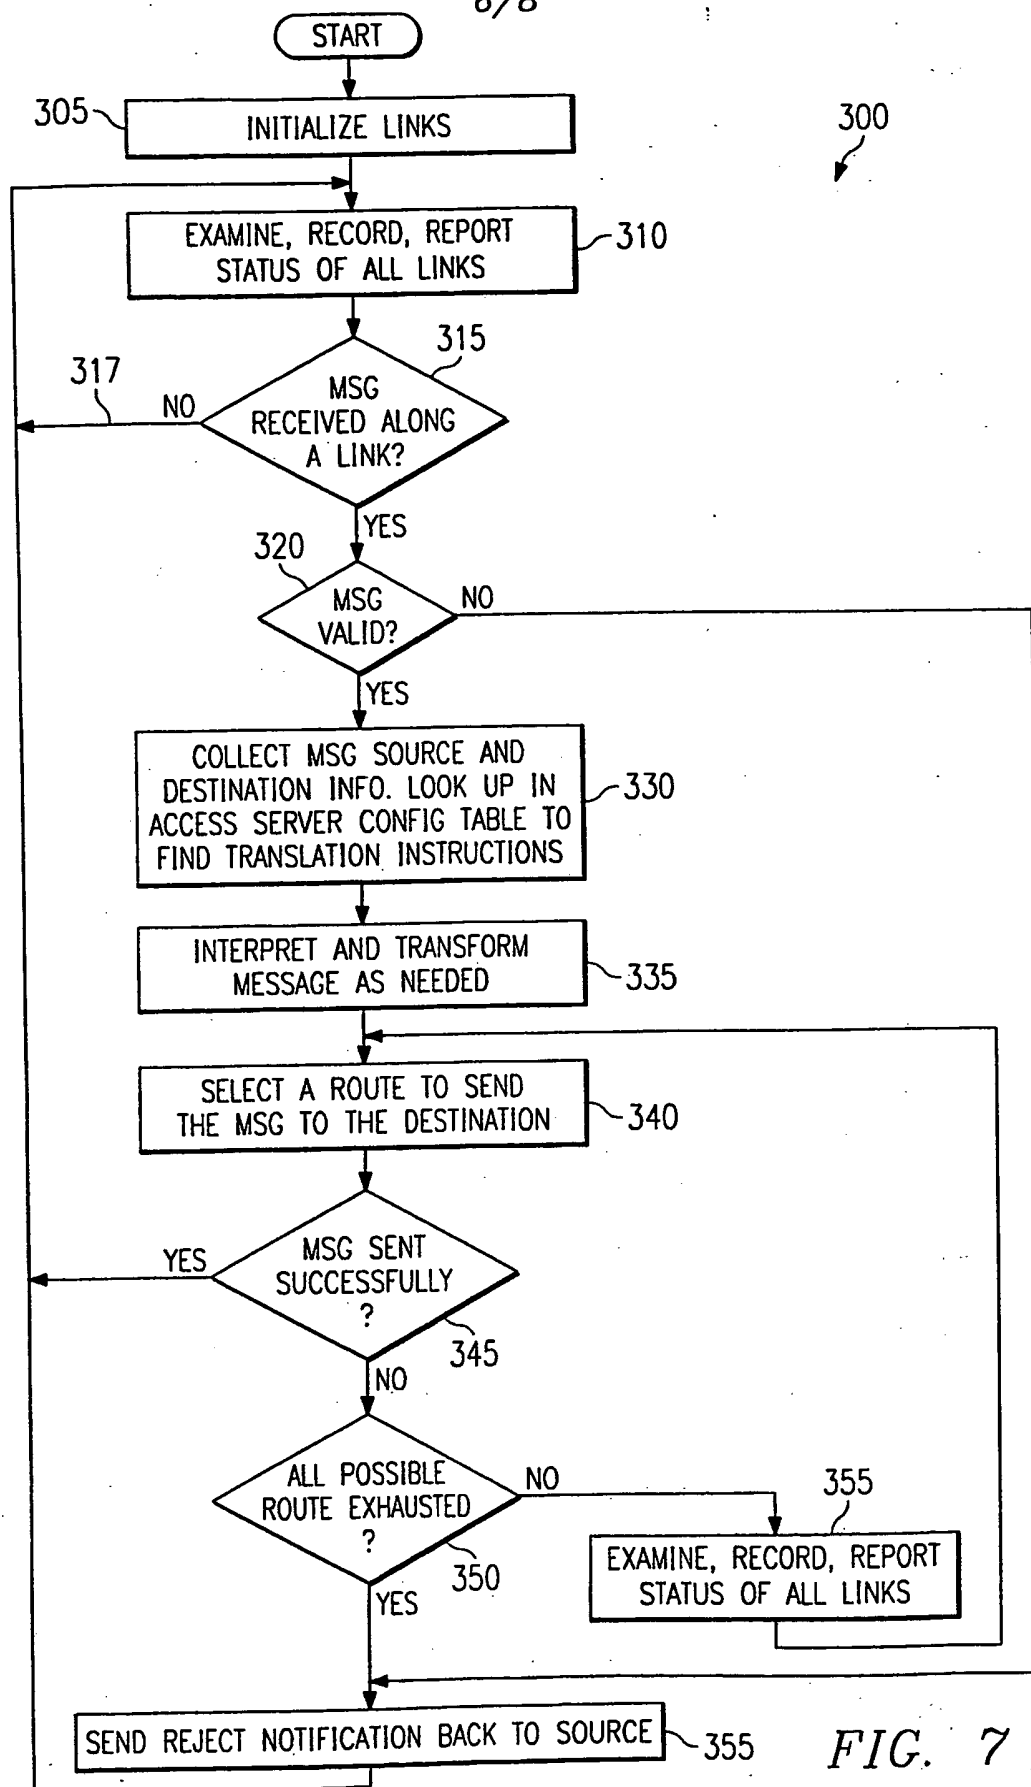 6/8
START
305
INITIALIZE LINKS
300
EXAMINE, RECORD, REPORT
STATUS OF ALL LINKS
310
315
317
NO
MSG
RECEIVED ALONG
A LINK?
YES
320
MSG
VALID?
NO
YES
COLLECT MSG SOURCE AND
DESTINATION INFO. LOOK UP IN
ACCESS SERVER CONFIG TABLE TO
FIND TRANSLATION INSTRUCTIONS
330
INTERPRET AND TRANSFORM
MESSAGE AS NEEDED
335
SELECT A ROUTE TO SEND
THE MSG TO THE DESTINATION
340
YES
MSG SENT
SUCCESSFULLY
?
345
NO
ALL POSSIBLE
ROUTE EXHAUSTED
?
350
NO
355
EXAMINE, RECORD, REPORT
STATUS OF ALL LINKS
YES
SEND REJECT NOTIFICATION BACK TO SOURCE
355
FIG. 7